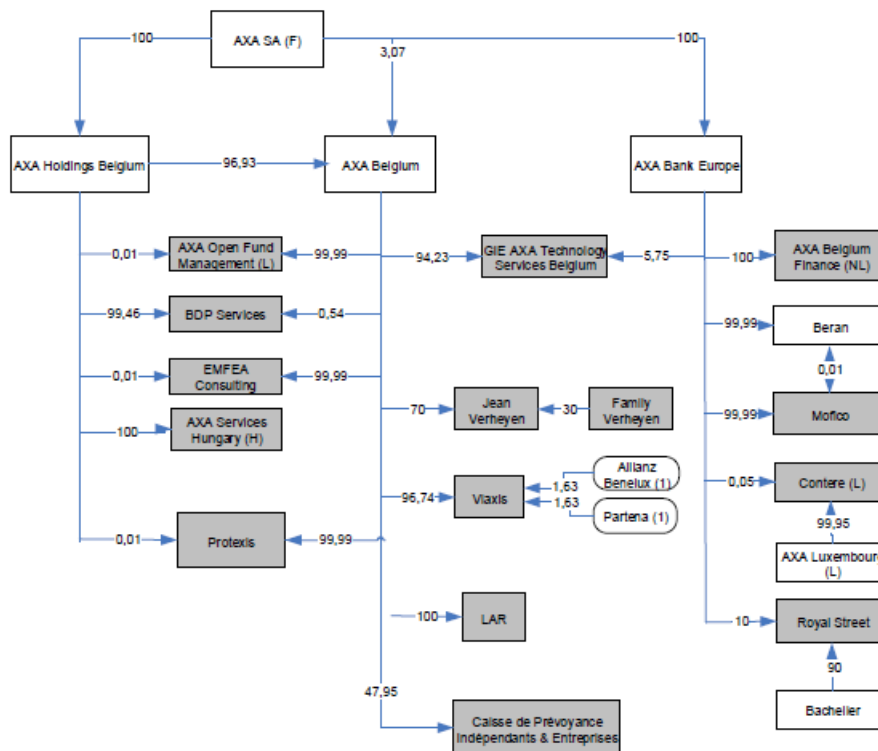 100
AXA SA (F)
3,07
100
AXA Holdings Belgium
96,93
AXA Belgium
AXA Bank Europe
0,01
AXA Open Fund
Management (L)
99,99
94,23
GIE AXA Technology
Services Belgium
5,75
100
AXA Belgium
Finance (NL)
99,46
BDP Services
0,54
99,99
Beran
0,01
0,01
EMFEA
Consulting
99,99
70
Jean
Verheyen
30
Family
Verheyen
99,99
Mofico
100
AXA Services
Hungary (H)
96,74
Viaxis
1,63
Allianz
Benelux (1)
1,63
Partena (1)
0,05
Contere (L)
99,95
AXA Luxembourg
(L)
0,01
Protexis
99,99
100
LAR
10
Royal Street
90
Bachelier
47,95
Caisse de Prévoyance
Indépendants & Entreprises